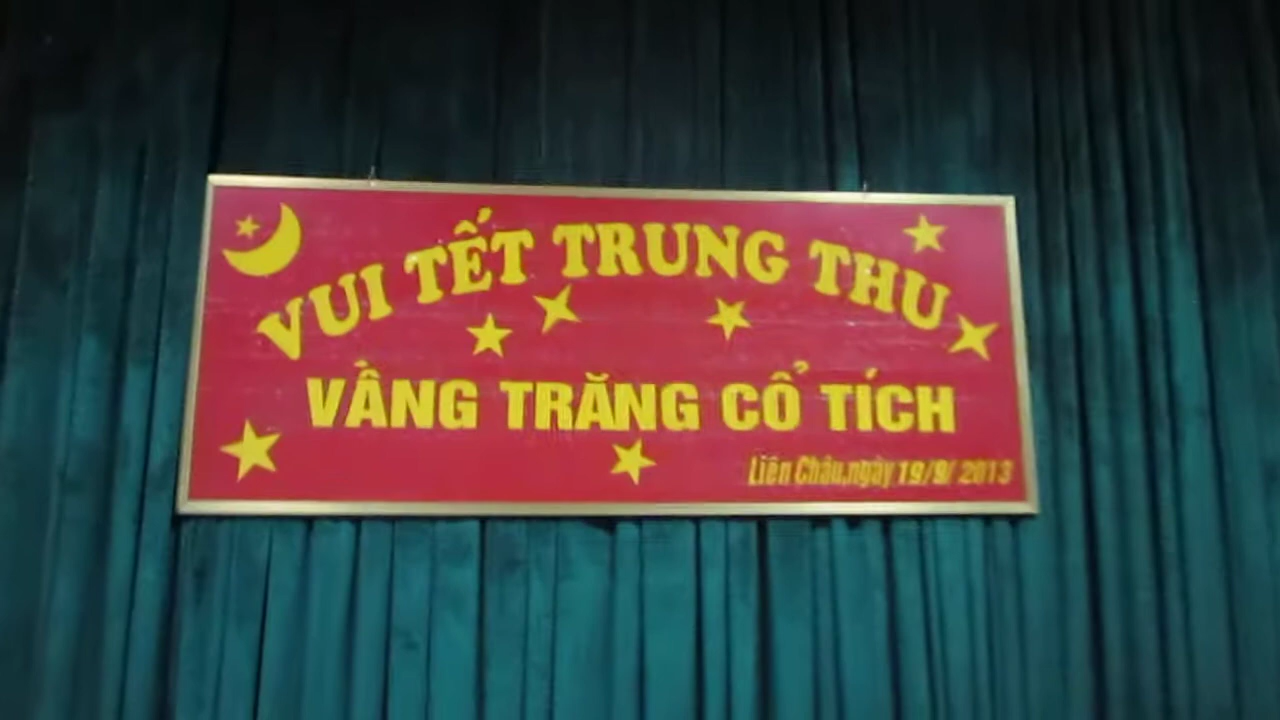 VUI TẾT TRUNG THU
VẦNG TRĂNG CỔ TÍCH
Liên Châu,ngày 19/9/ 2013